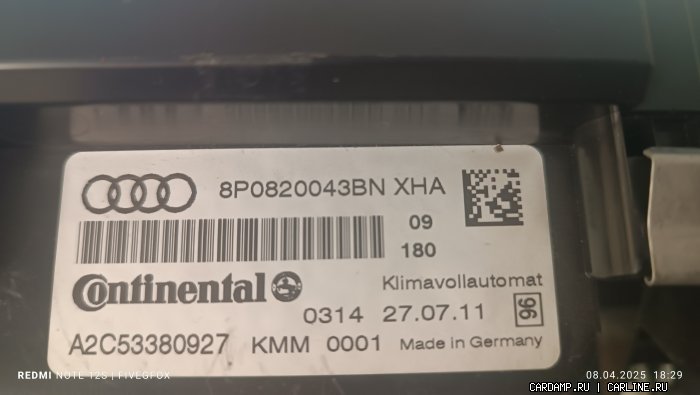 8P0820043BN XHA
09
180
Continental
Klimavollautomat
0314 27.07.11 96
A2C53380927 KMM 0001 Made in Germany
REDMI NOTE 12S | FIVEGFOX
08.04.2025 18:29
CARDAMP.RU | CARLINE.RU